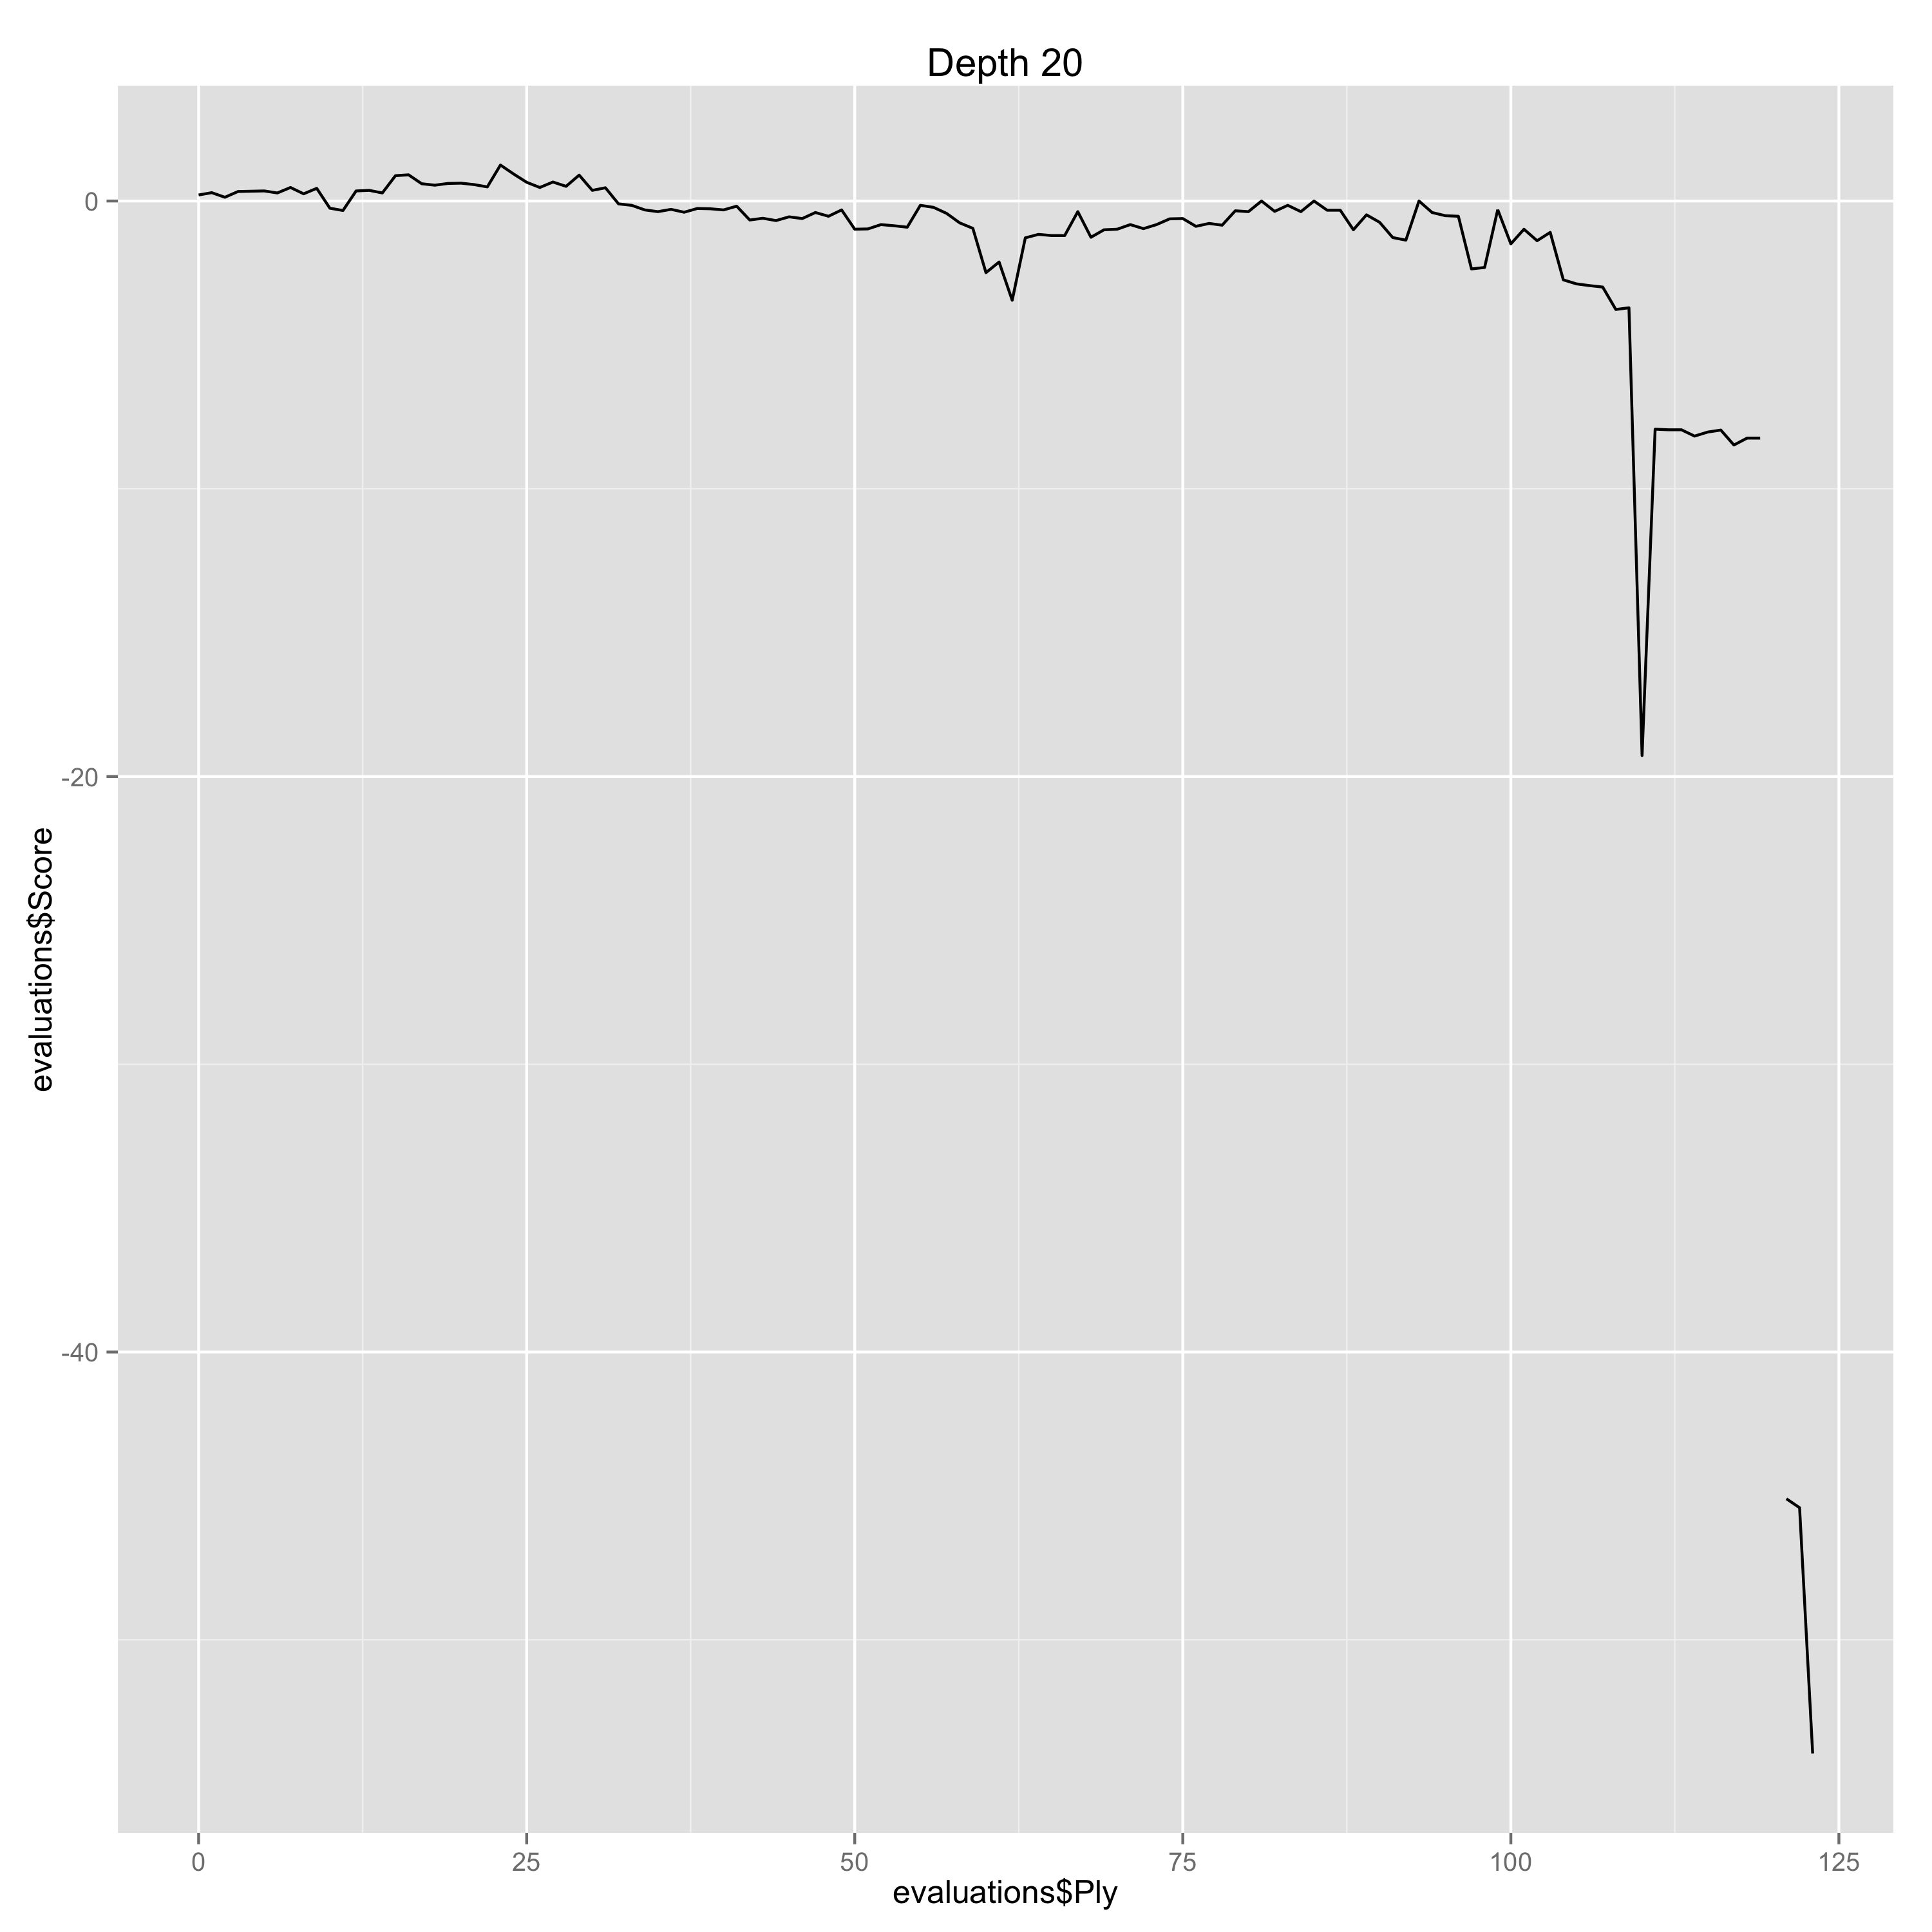 Depth 20
0
-20
-40
evaluations$Score
0 25 50 75 100 125
evaluations$Ply